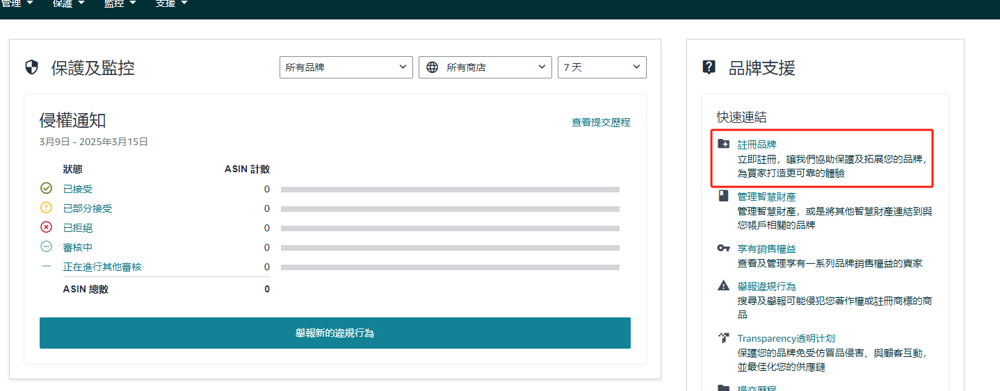 管理
保護
監控
支援
保護及監控
所有品牌
所有商店
7 天
侵權通知
查看提交歷程
3月9日 - 2025年3月15日
狀態 ASIN 計數
已接受 0
已部分接受 0
已拒絕 0
審核中 0
正在進行其他審核 0
ASIN 總數 0
舉報新的違規行為
品牌支援
快速連結
註冊品牌
立即註冊，讓我們協助保護及拓展您的品牌，
為買家打造更可靠的體驗
管理智慧財產
管理智慧財產，或是將其他智慧財產連結到與
您帳戶相關的品牌
享有銷售權益
查看及管理享有一系列品牌銷售權益的賣家
舉報違規行為
搜尋及舉報可能侵犯您著作權或註冊商標的商
品
Transparency透明计划
保護您的品牌免受仿冒品侵害、與顧客互動，
並最佳化您的供應鏈
提交歷程